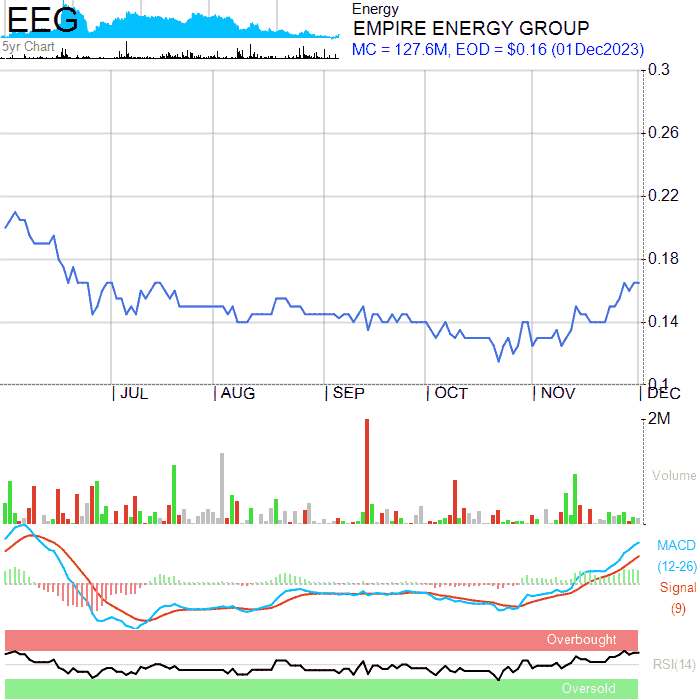 EEG
5yr Chart
Energy
EMPIRE ENERGY GROUP
MC = 127.6M, EOD = $0.16 (01Dec2023)
0.3
0.26
0.22
0.18
0.14
0.1
JUL AUG SEP OCT NOV DEC
2M
Volume
MACD
(12-26)
Signal
(9)
Overbought
RSI(14)
Oversold